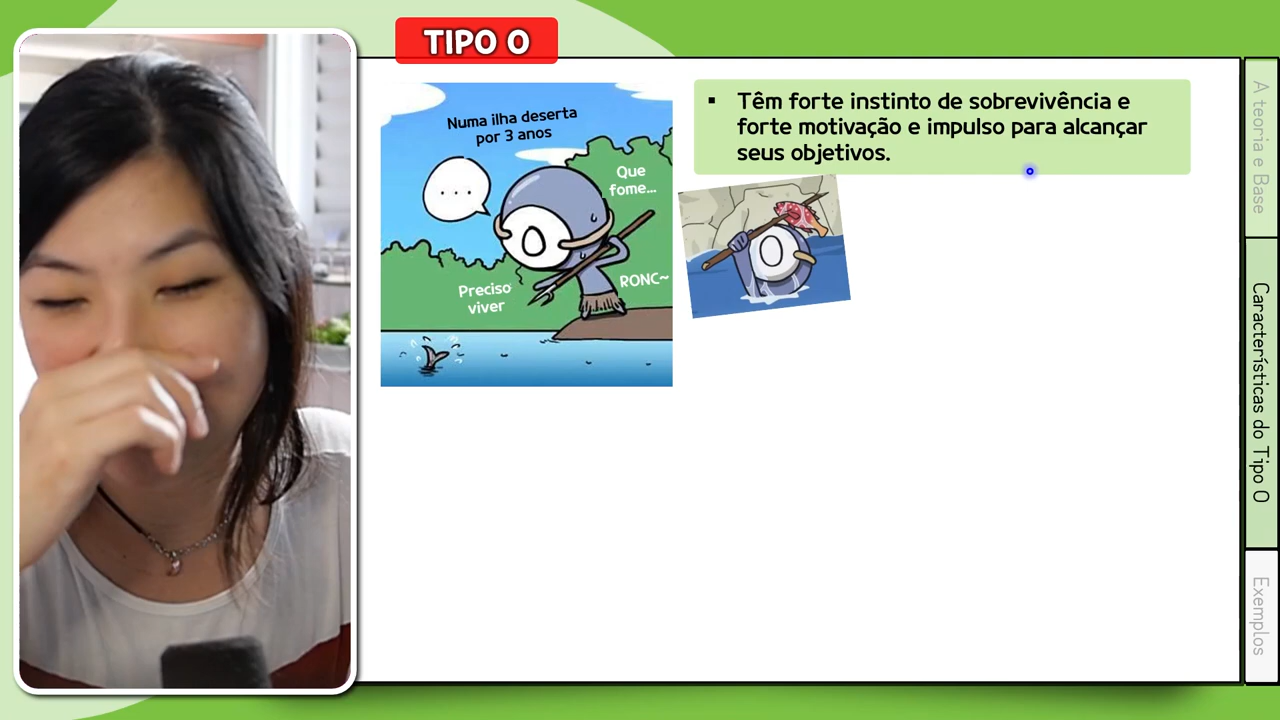 TIPO O
Numa ilha deserta
por 3 anos
...
Que
fome...
O
Preciso
viver
RONC~
▪ Têm forte instinto de sobrevivência e
forte motivação e impulso para alcançar
seus objetivos.
O
A teoria e Base
Características do Tipo O
Exemplos